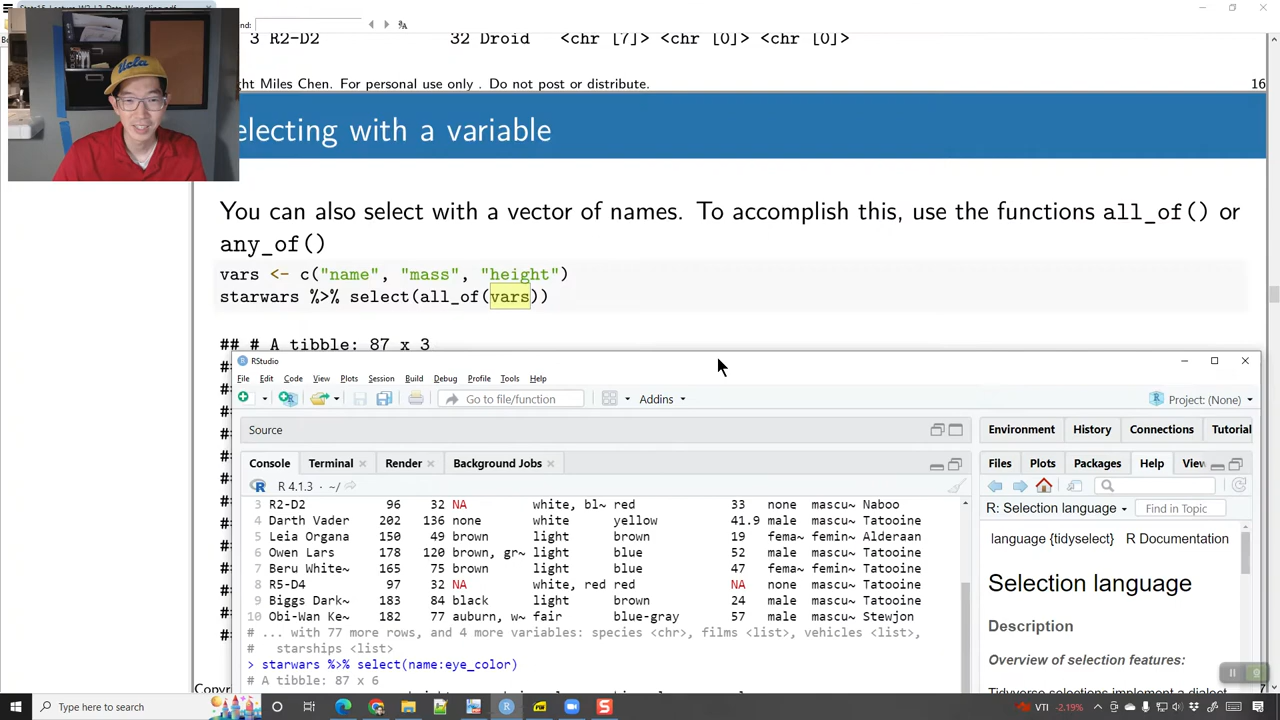 3 R2-D2 32 Droid <chr [7]> <chr [0]> <chr [0]>
ght Miles Chen. For personal use only . Do not post or distribute. 16
UCLA
electing with a variable
You can also select with a vector of names. To accomplish this, use the functions all_of() or
any_of()
vars <- c("name", "mass", "height")
starwars %>% select(all_of(vars))
## # A tibble: 87 x 3
RStudio
File Edit Code View Plots Session Build Debug Profile Tools Help
Go to file/function Addins Project: (None)
Source
Environment History Connections Tutorial
Console Terminal Render Background Jobs
Files Plots Packages Help View
R 4.1.3 · ~/
R: Selection language Find in Topic
3 R2-D2 96 32 NA white, bl~ red 33 none mascu~ Naboo
4 Darth Vader 202 136 none white yellow 41.9 male mascu~ Tatooine
5 Leia Organa 150 49 brown light brown 19 fema~ femin~ Alderaan
6 Owen Lars 178 120 brown, gr~ light blue 52 male mascu~ Tatooine
7 Beru White~ 165 75 brown light blue 47 fema~ femin~ Tatooine
8 R5-D4 97 32 NA white, red red NA none mascu~ Tatooine
9 Biggs Dark~ 183 84 black light brown 24 male mascu~ Tatooine
10 Obi-Wan Ke~ 182 77 auburn, w~ fair blue-gray 57 male mascu~ Stewjon
# ... with 77 more rows, and 4 more variables: species <chr>, films <list>, vehicles <list>,
# starships <list>
> starwars %>% select(name:eye_color)
# A tibble: 87 x 6
language {tidyselect} R Documentation
Selection language
Description
Overview of selection features:
Tidyverse selections implement a dialect
Copyr
Type here to search
VTI -2.19%